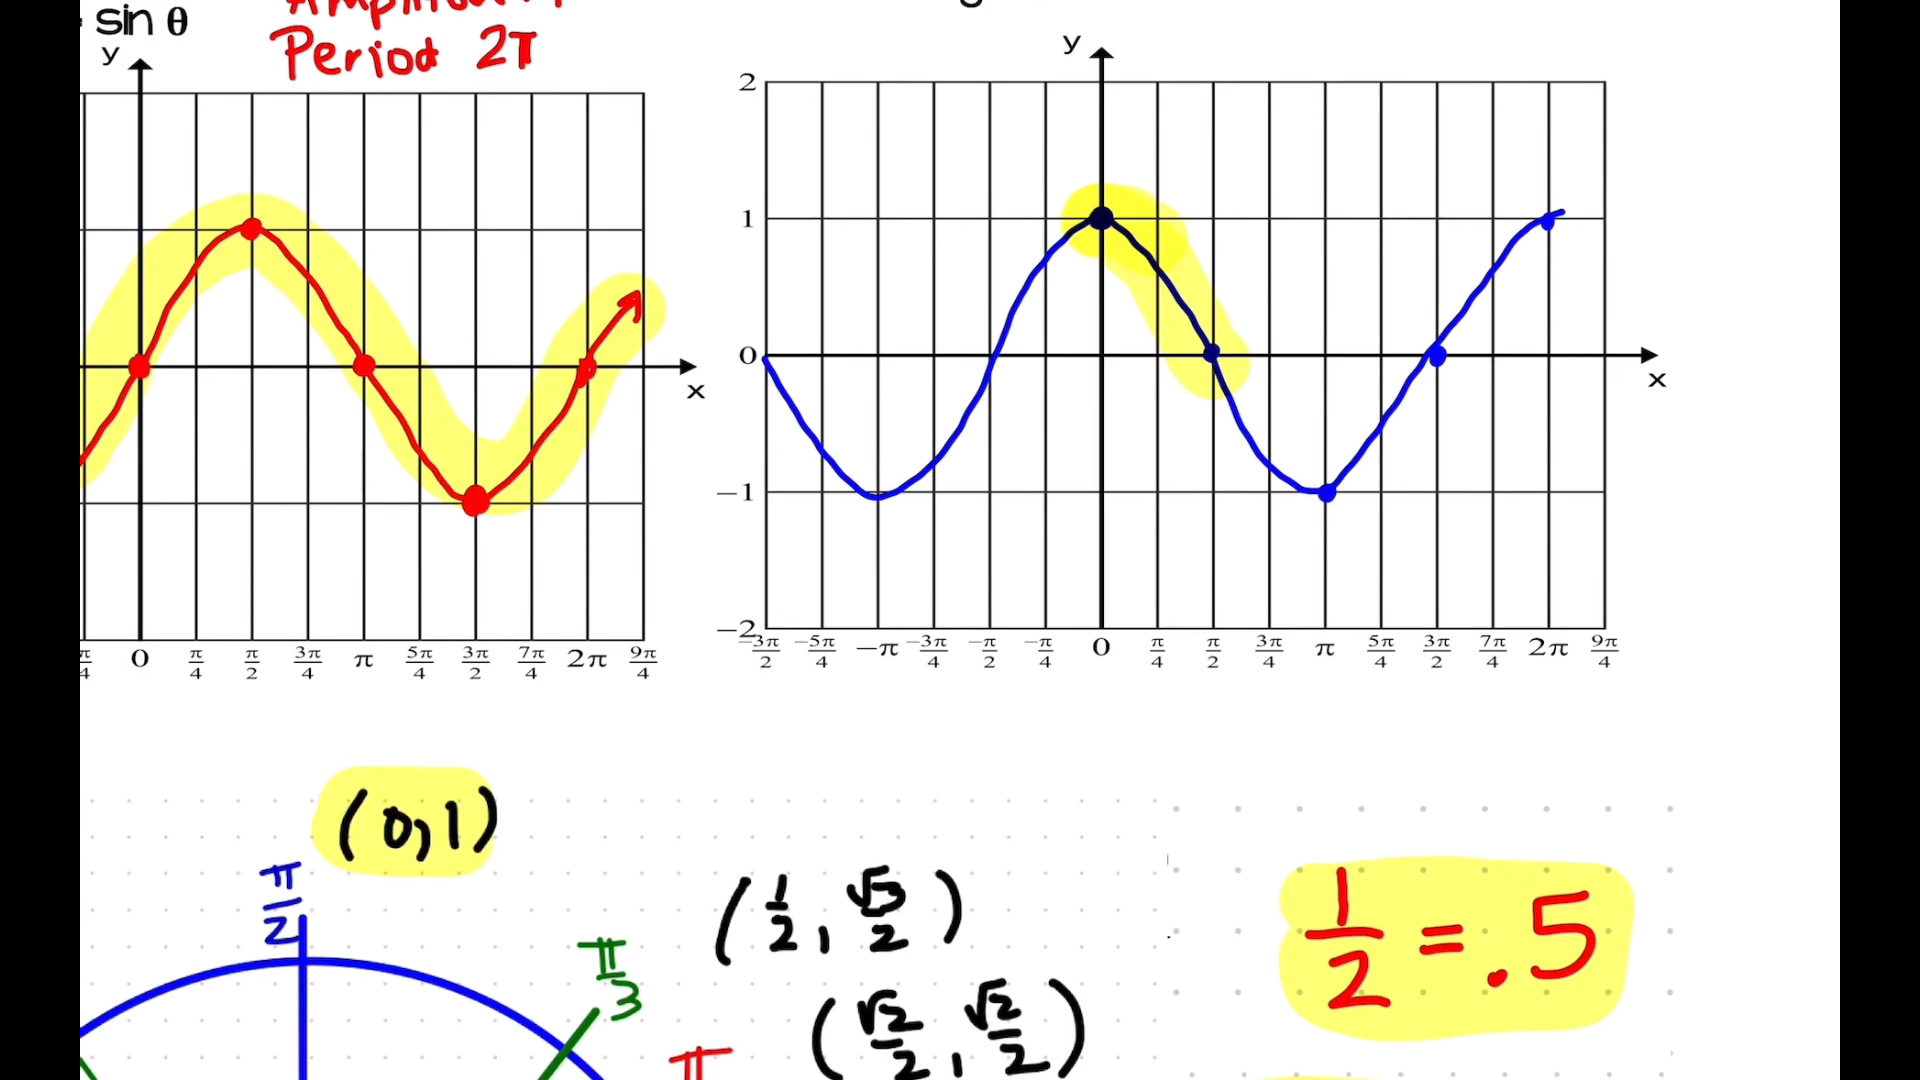 = sin θ
Period 2π
y
x
π/4 0 π/4 π/2 3π/4 π 5π/4 3π/2 7π/4 2π 9π/4
y
2
1
0
−1
−2
x
−3π/2 −5π/4 −π −3π/4 −π/2 −π/4 0 π/4 π/2 3π/4 π 5π/4 3π/2 7π/4 2π 9π/4
(0,1)
π/2
(1/2, √3/2)
π/3
(√2/2, √2/2)
π
1/2 = .5